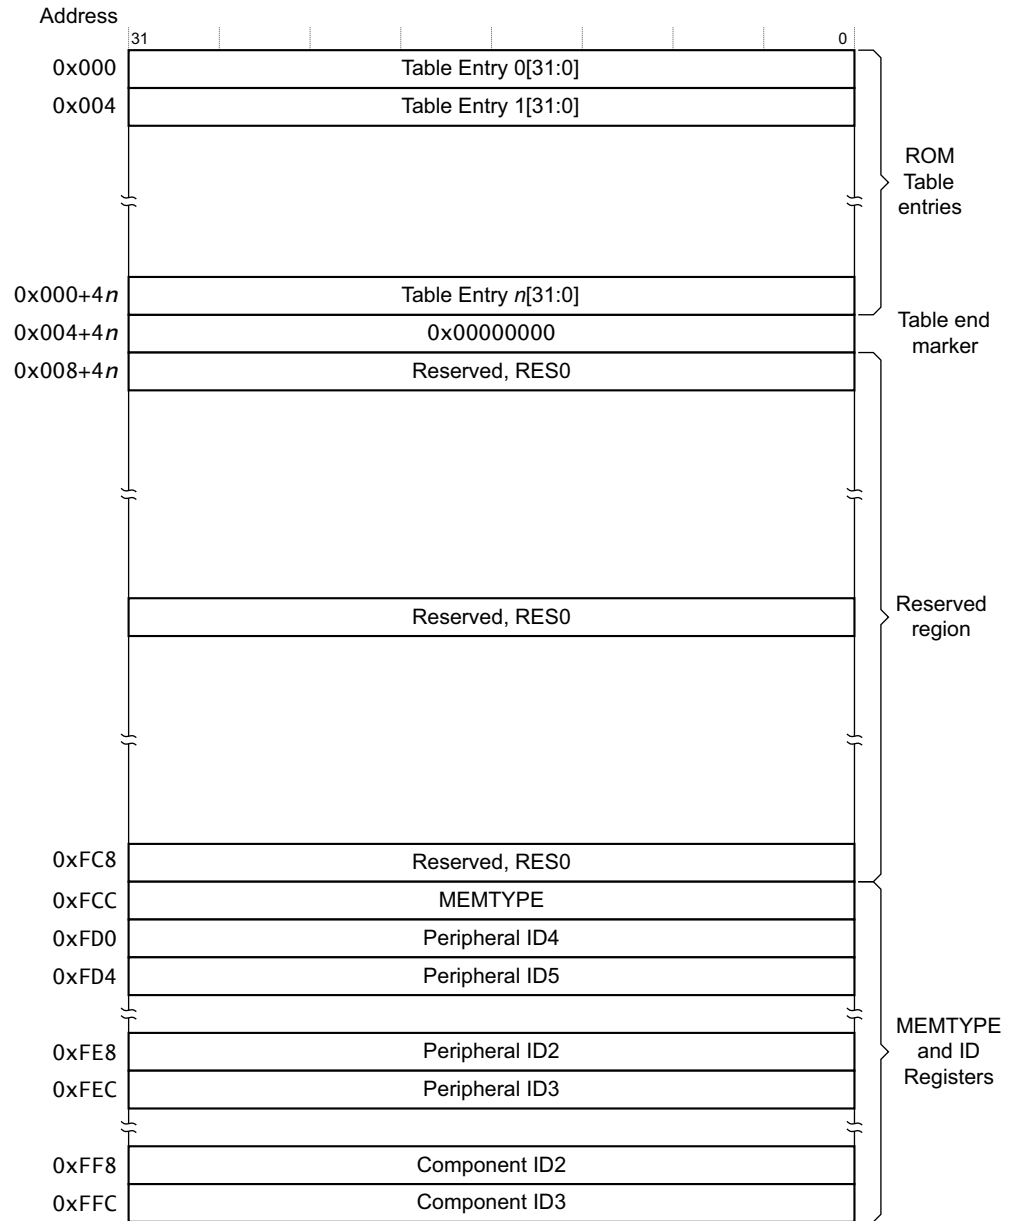 Address
31 0
0x000 Table Entry 0[31:0]
0x004 Table Entry 1[31:0]
ROM
Table
entries
0x000+4n Table Entry n[31:0]
0x004+4n 0x00000000
Table end
marker
0x008+4n Reserved, RES0
Reserved, RES0
Reserved
region
0xFC8 Reserved, RES0
0xFCC MEMTYPE
0xFD0 Peripheral ID4
0xFD4 Peripheral ID5
MEMTYPE
and ID
Registers
0xFE8 Peripheral ID2
0xFEC Peripheral ID3
0xFF8 Component ID2
0xFFC Component ID3